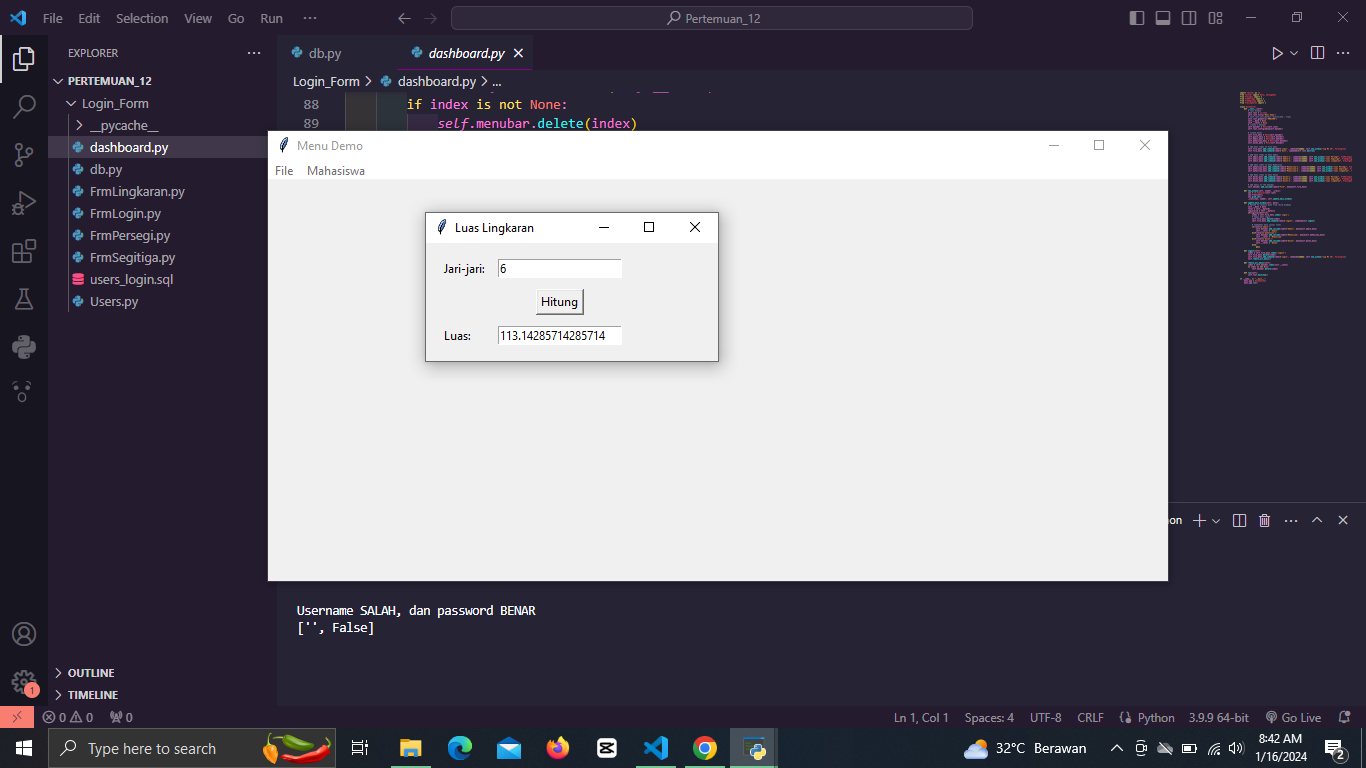 File Edit Selection View Go Run ··· Pertemuan_12
EXPLORER ···
PERTEMUAN_12
Login_Form
__pycache__
dashboard.py
db.py
FrmLingkaran.py
FrmLogin.py
FrmPersegi.py
FrmSegitiga.py
users_login.sql
Users.py
OUTLINE
TIMELINE
db.py dashboard.py
Login_Form > dashboard.py > ...
88 if index is not None:
89 self.menubar.delete(index)
Menu Demo
File Mahasiswa
Luas Lingkaran
Jari-jari: 6
Hitung
Luas: 113.14285714285714
on
Username SALAH, dan password BENAR
['', False]
1
0 0 0 Ln 1, Col 1 Spaces: 4 UTF-8 CRLF Python 3.9.9 64-bit Go Live
Type here to search 32°C Berawan 8:42 AM
1/16/2024
2